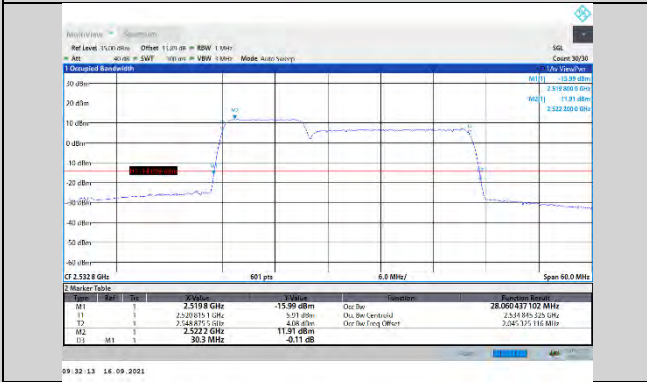 MultiView Spectrum
Ref Level 35.00 dBm Offset 11.89 dB RBW 1 MHz SGL
Att 40 dB SWT 100 ms VBW 3 MHz Mode Auto Sweep Count 30/30
1 Occupied Bandwidth 1Av ViewPwr
M1[1] -15.99 dBm
2.519 800 0 GHz
M2[1] 11.91 dBm
2.522 200 0 GHz
30 dBm
20 dBm
M2
10 dBm
0 dBm
-10 dBm
-20 dBm
-30 dBm
-40 dBm
-50 dBm
-60 dBm
CF 2.532 8 GHz 601 pts 6.0 MHz/ Span 60.0 MHz
2 Marker Table
Type Ref Trc X-Value Y-Value Function Function Result
M1 1 2.5198 GHz -15.99 dBm Occ Bw 28.060 437 102 MHz
T1 1 2.520 815 1 GHz 5.91 dBm Occ Bw Centroid 2.534 845 325 GHz
T2 1 2.548 875 5 GHz 4.08 dBm Occ Bw Freq Offset 2.045 325 116 MHz
M2 1 2.5222 GHz 11.91 dBm
D3 M1 1 30.3 MHz -0.11 dB
09:32:13 16.09.2021